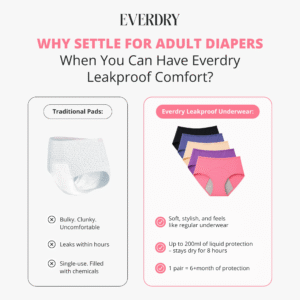 EVERDRY
WHY SETTLE FOR ADULT DIAPERS
When You Can Have Everdry
Leakproof Comfort?
Traditional Pads:
Bulky. Clunky.
Uncomfortable
Leaks within hours
Single-use. Filled
with chemicals
Everdry Leakproof Underwear:
Soft, stylish, and feels
like regular underwear
Up to 200ml of liquid protection
– stays dry for 8 hours
1 pair = 6+month of protection